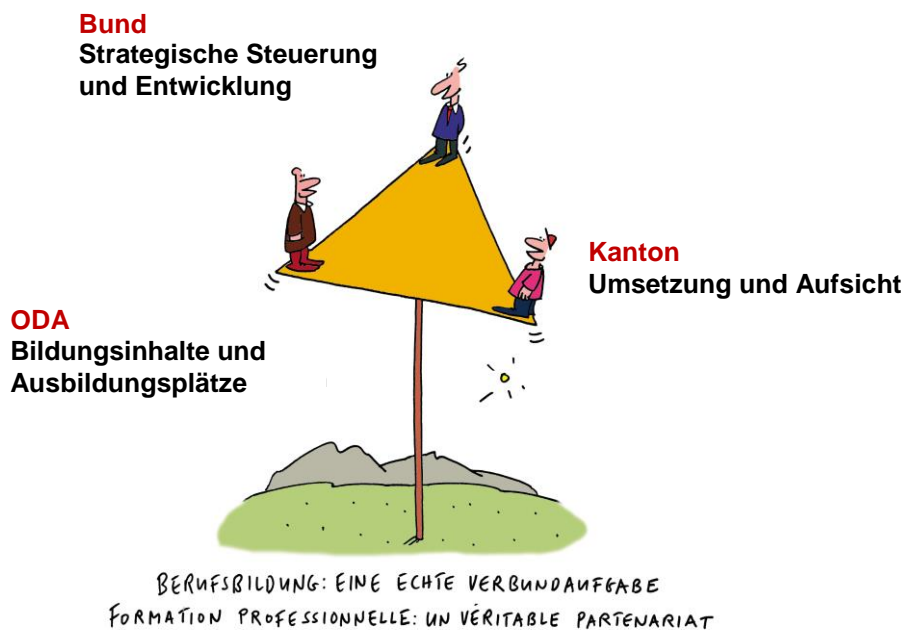 Bund
Strategische Steuerung
und Entwicklung
Kanton
Umsetzung und Aufsicht
ODA
Bildungsinhalte und
Ausbildungsplätze
BERUFSBILDUNG: EINE ECHTE VERBUNDAUFGABE
FORMATION PROFESSIONNELLE: UN VÉRITABLE PARTENARIAT